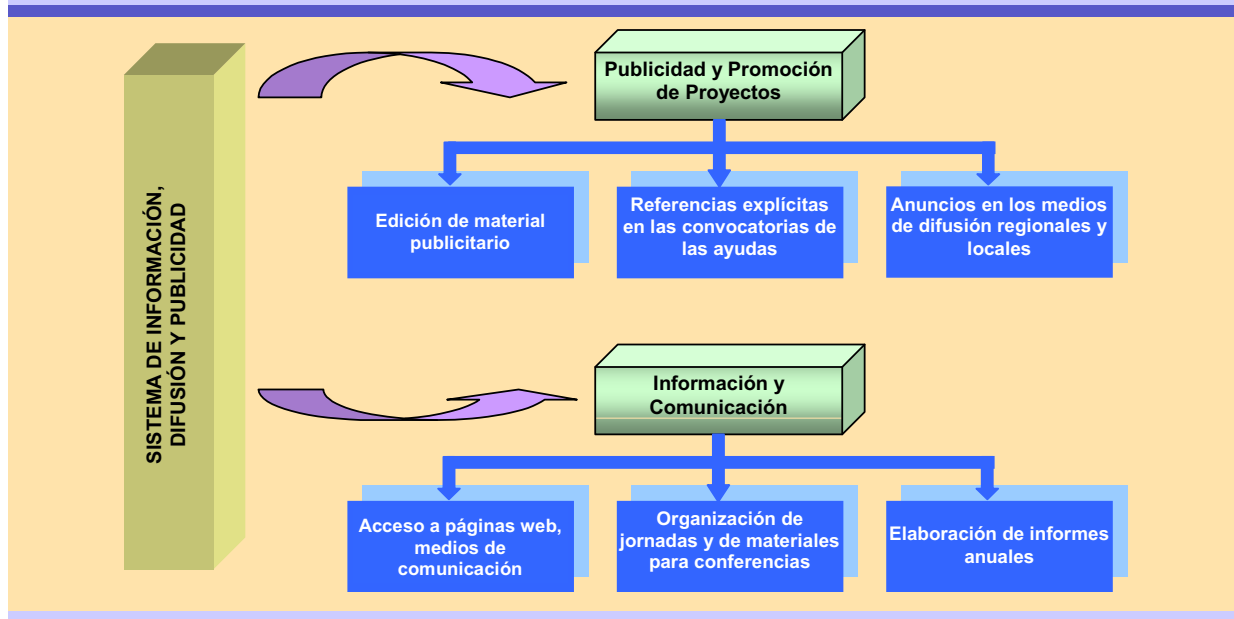 SISTEMA DE INFORMACIÓN,
DIFUSIÓN Y PUBLICIDAD
Publicidad y Promoción
de Proyectos
Edición de material
publicitario
Referencias explícitas
en las convocatorias de
las ayudas
Anuncios en los medios
de difusión regionales y
locales
Información y
Comunicación
Acceso a páginas web,
medios de
comunicación
Organización de
jornadas y de materiales
para conferencias
Elaboración de informes
anuales